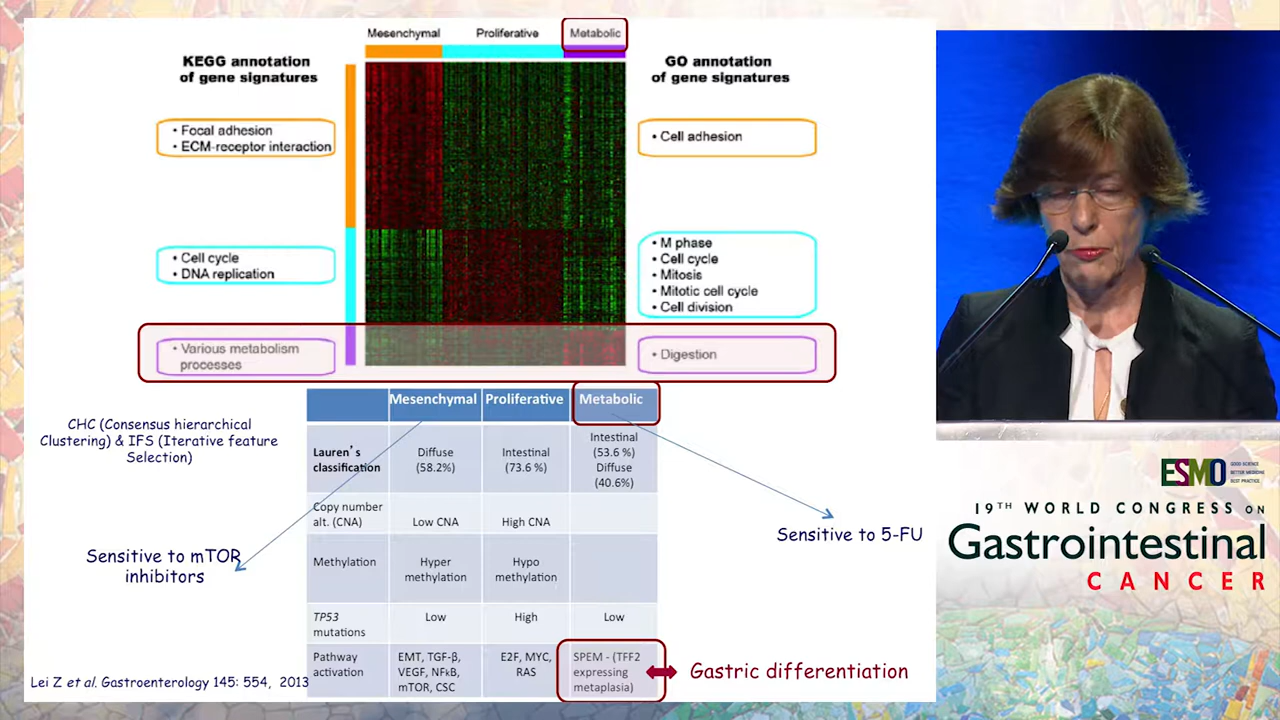 Mesenchymal Proliferative Metabolic
KEGG annotation
of gene signatures
GO annotation
of gene signatures
• Focal adhesion
• ECM-receptor interaction
• Cell adhesion
• Cell cycle
• DNA replication
• M phase
• Cell cycle
• Mitosis
• Mitotic cell cycle
• Cell division
• Various metabolism
processes
• Digestion
CHC (Consensus hierarchical
Clustering) & IFS (Iterative feature
Selection)
Mesenchymal Proliferative Metabolic
Lauren's
classification
Diffuse
(58.2%)
Intestinal
(73.6 %)
Intestinal
(53.6 %)
Diffuse
(40.6%)
Copy number
alt. (CNA)
Low CNA
High CNA
Methylation
Hyper
methylation
Hypo
methylation
TP53
mutations
Low
High
Low
Pathway
activation
EMT, TGF-β,
VEGF, NFκB,
mTOR, CSC
E2F, MYC,
RAS
SPEM - (TFF2
expressing
metaplasia)
Sensitive to mTOR
inhibitors
Sensitive to 5-FU
Gastric differentiation
Lei Z et al. Gastroenterology 145: 554, 2013
ESMO
GOOD SCIENCE
BETTER MEDICINE
BEST PRACTICE
19TH WORLD CONGRESS ON
Gastrointestinal
CANCER